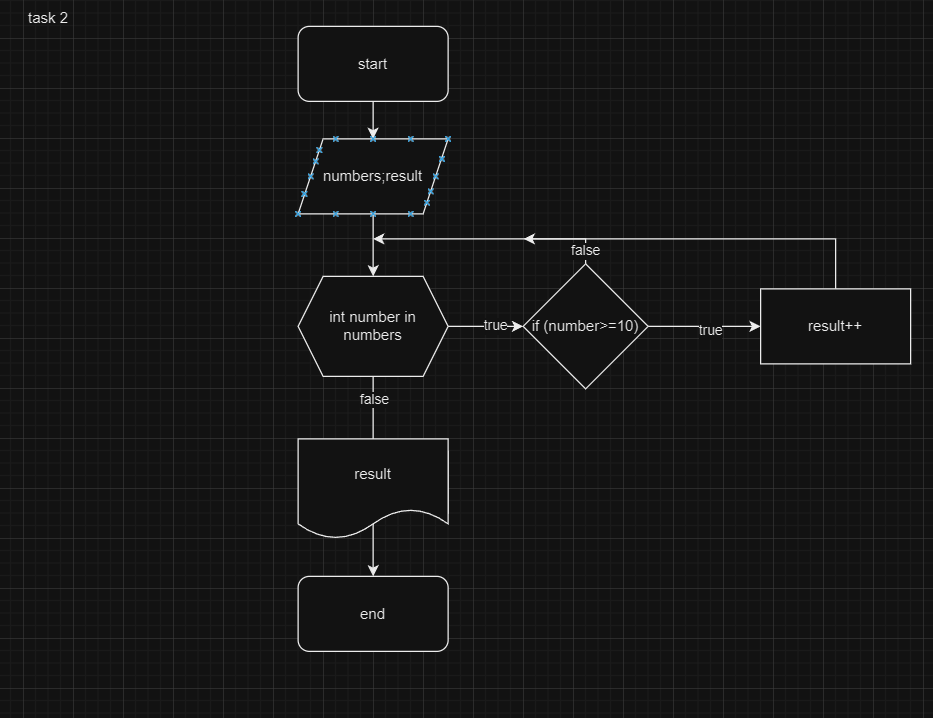 task 2
start
numbers;result
false
int number in
numbers
true
if (number>=10)
true
result++
false
result
end